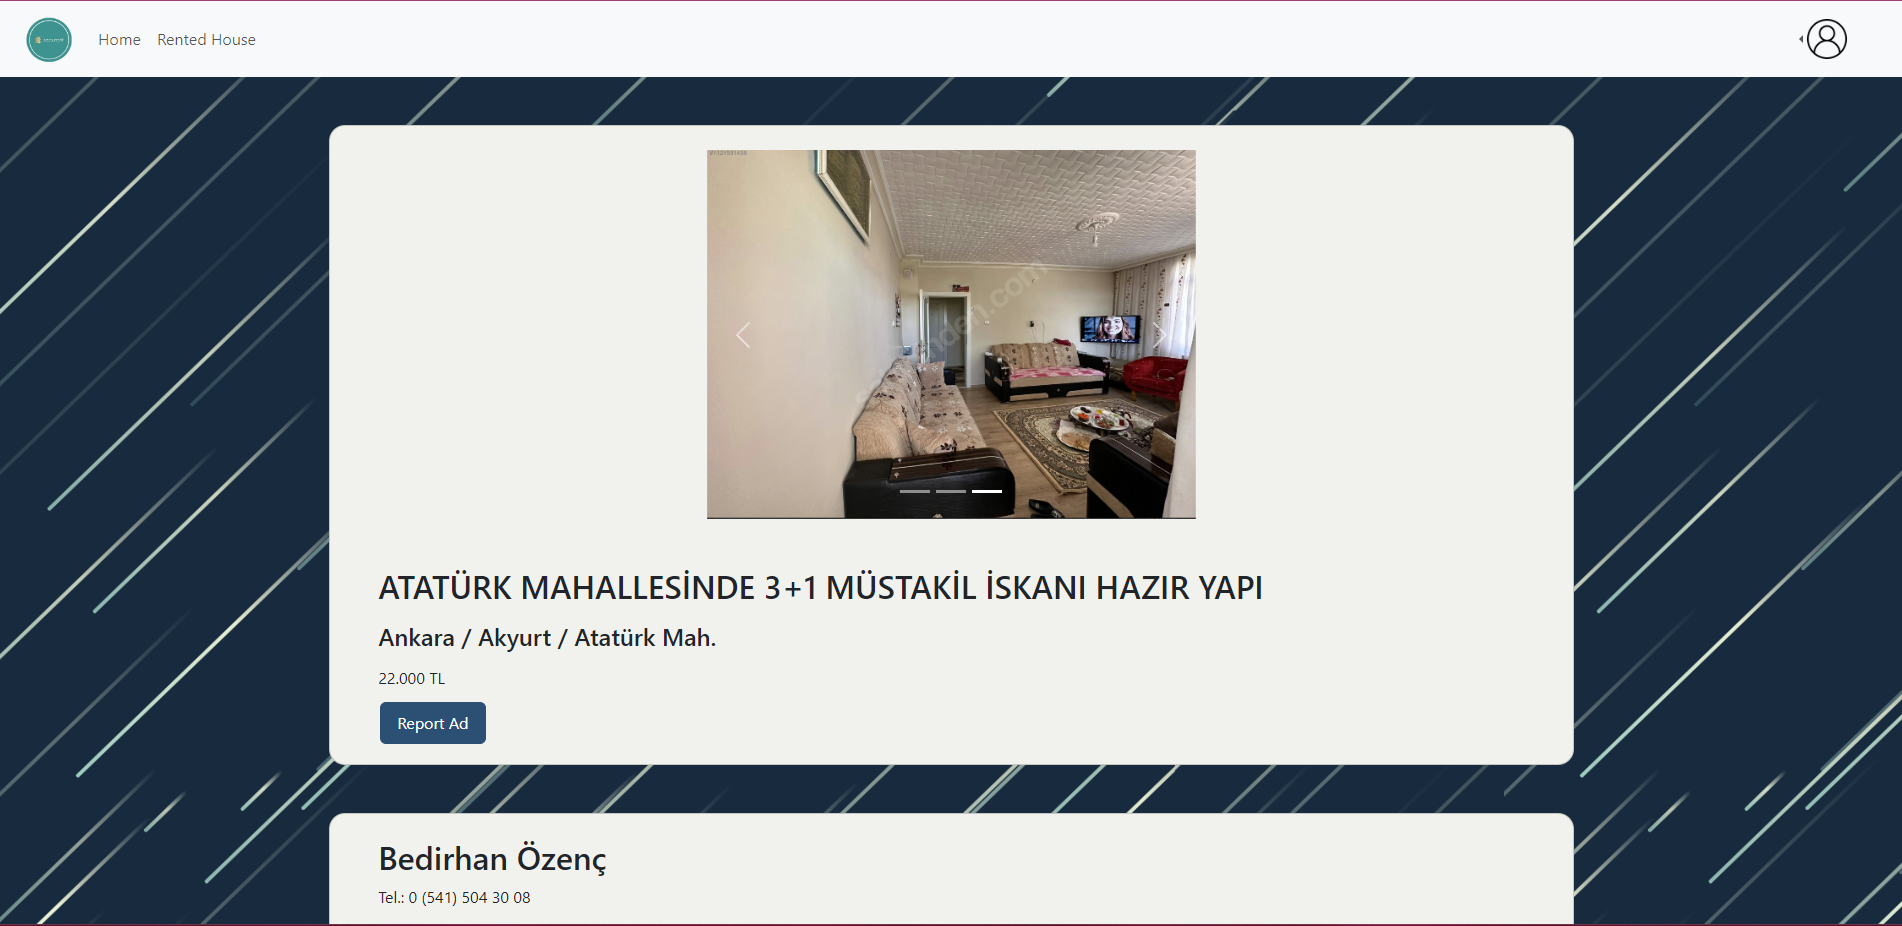 Home Rented House
ATATÜRK MAHALLESİNDE 3+1 MÜSTAKİL İSKANI HAZIR YAPI
Ankara / Akyurt / Atatürk Mah.
22.000 TL
Report Ad
Bedirhan Özenç
Tel.: 0 (541) 504 30 08